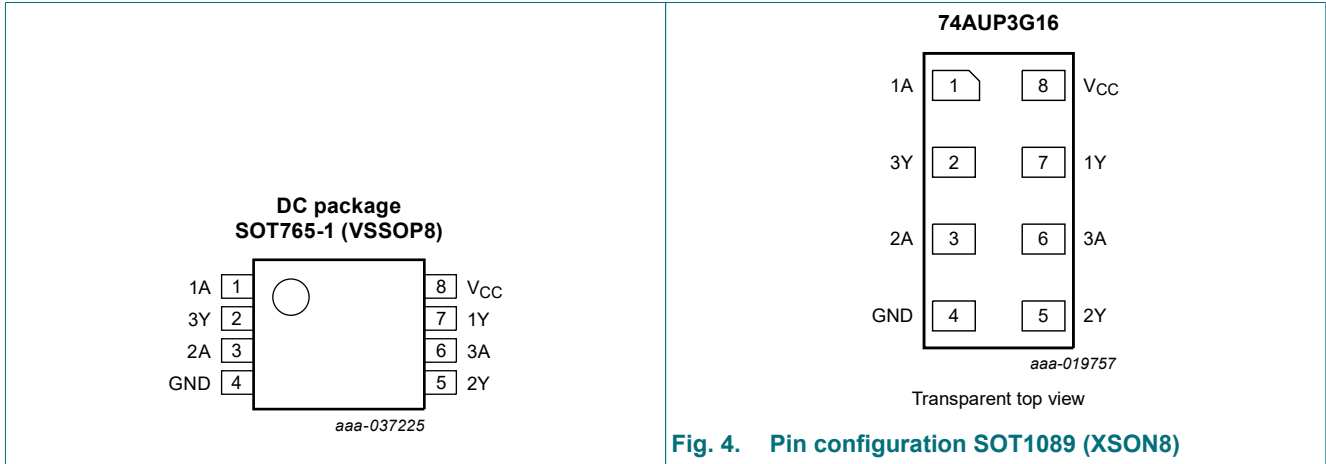 DC package
SOT765-1 (VSSOP8)
1A 1 8 VCC
3Y 2 7 1Y
2A 3 6 3A
GND 4 5 2Y
aaa-037225
74AUP3G16
1A 1 8 VCC
3Y 2 7 1Y
2A 3 6 3A
GND 4 5 2Y
aaa-019757
Transparent top view
Fig. 4. Pin configuration SOT1089 (XSON8)